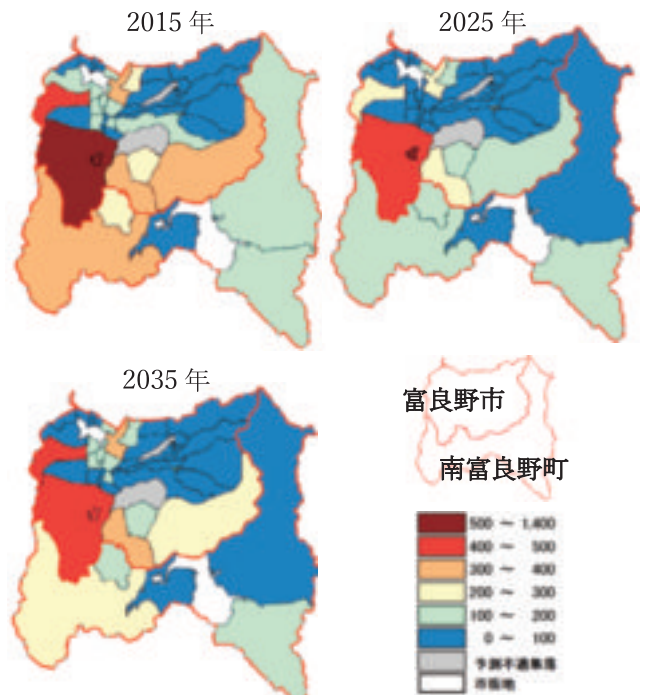 2015 年
2025 年
2035 年
富良野市
南富良野町
500 ～ 1,400
400 ～ 500
300 ～ 400
200 ～ 300
100 ～ 200
0 ～ 100
予測不適集落
市街地